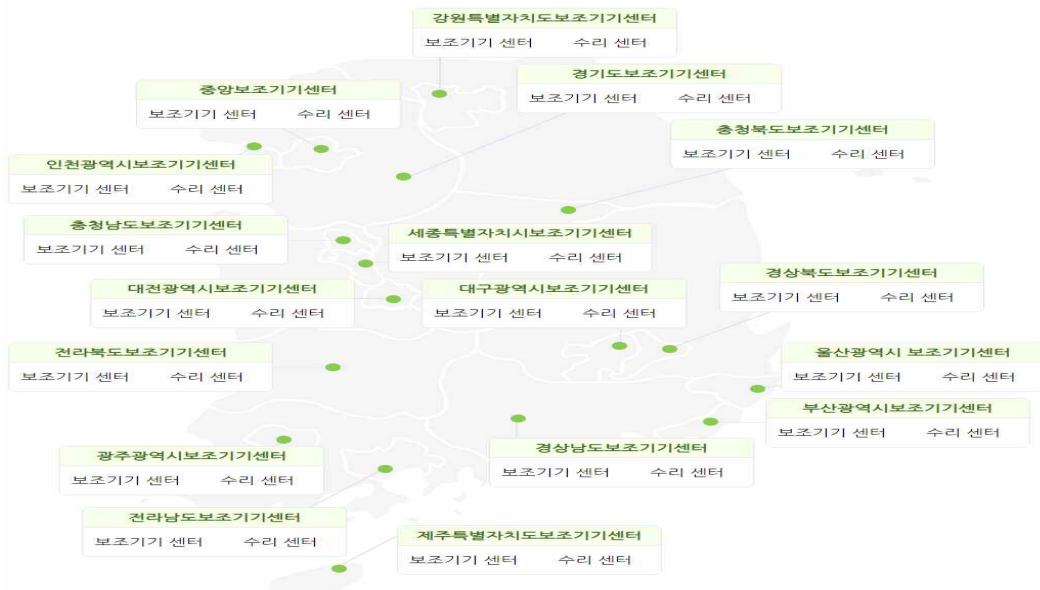 강원특별자치도보조기기센터
보조기기 센터 수리 센터
경기도보조기기센터
보조기기 센터 수리 센터
중앙보조기기센터
보조기기 센터 수리 센터
충청북도보조기기센터
보조기기 센터 수리 센터
인천광역시보조기기센터
보조기기 센터 수리 센터
충청남도보조기기센터
보조기기 센터 수리 센터
세종특별자치시보조기기센터
보조기기 센터 수리 센터
경상북도보조기기센터
보조기기 센터 수리 센터
대전광역시보조기기센터
보조기기 센터 수리 센터
대구광역시보조기기센터
보조기기 센터 수리 센터
전라북도보조기기센터
보조기기 센터 수리 센터
울산광역시 보조기기센터
보조기기 센터 수리 센터
부산광역시보조기기센터
보조기기 센터 수리 센터
경상남도보조기기센터
보조기기 센터 수리 센터
광주광역시보조기기센터
보조기기 센터 수리 센터
전라남도보조기기센터
보조기기 센터 수리 센터
제주특별자치도보조기기센터
보조기기 센터 수리 센터